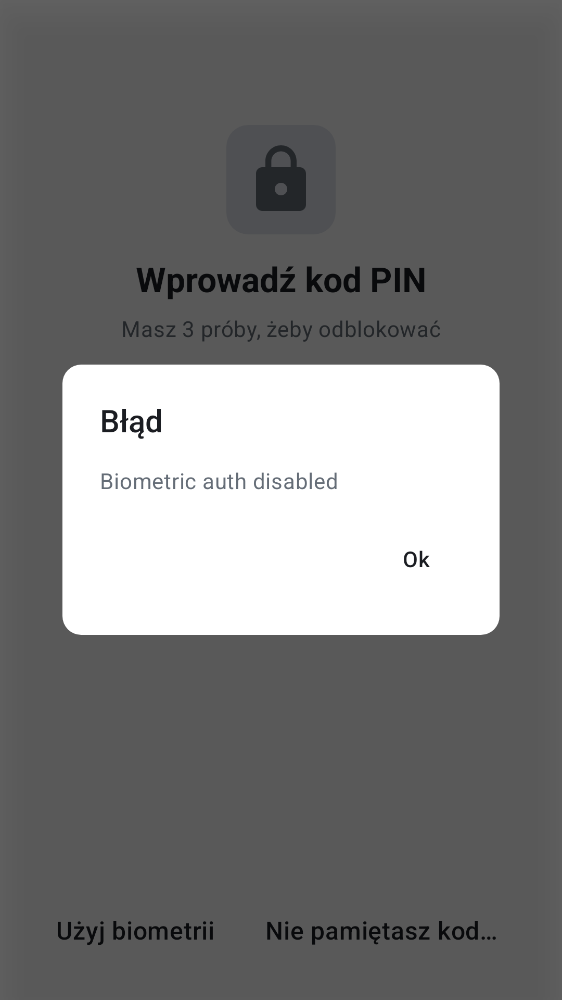 Wprowadź kod PIN
Masz 3 próby, żeby odblokować
Błąd
Biometric auth disabled
Ok
Użyj biometrii
Nie pamiętasz kod…